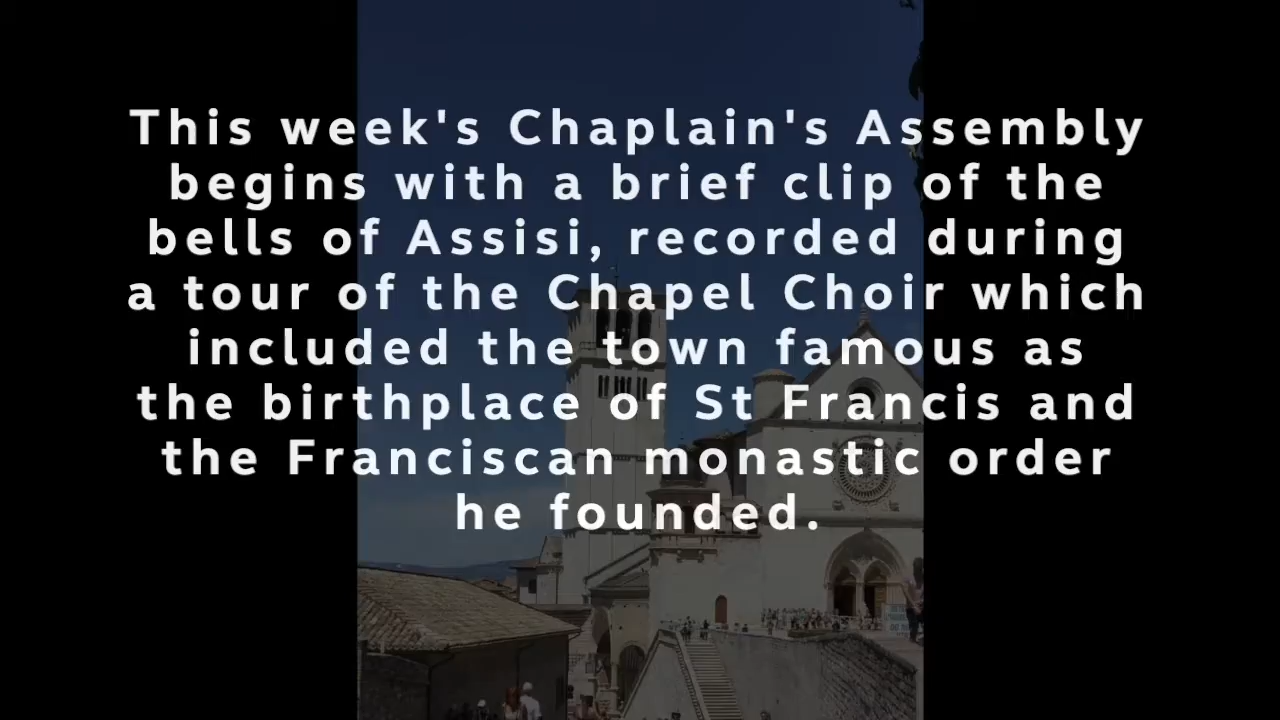 This week's Chaplain's Assembly
begins with a brief clip of the
bells of Assisi, recorded during
a tour of the Chapel Choir which
included the town famous as
the birthplace of St Francis and
the Franciscan monastic order
he founded.